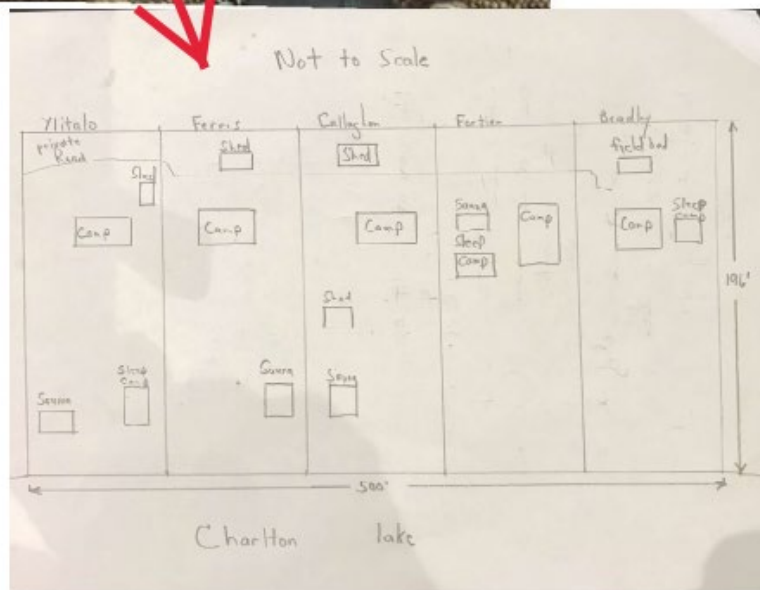 Not to Scale
Ylitalo Ferris Callaghan Fortier Bradley
private
Road
Shed
Shed
Shed
field bed
Camp
Camp
Camp
Sauna
Sleep
Camp
Camp
Camp
Sleep
Camp
196'
Shed
Sauna
Sleep
Camp
Sauna
Sauna
500'
Charlton lake